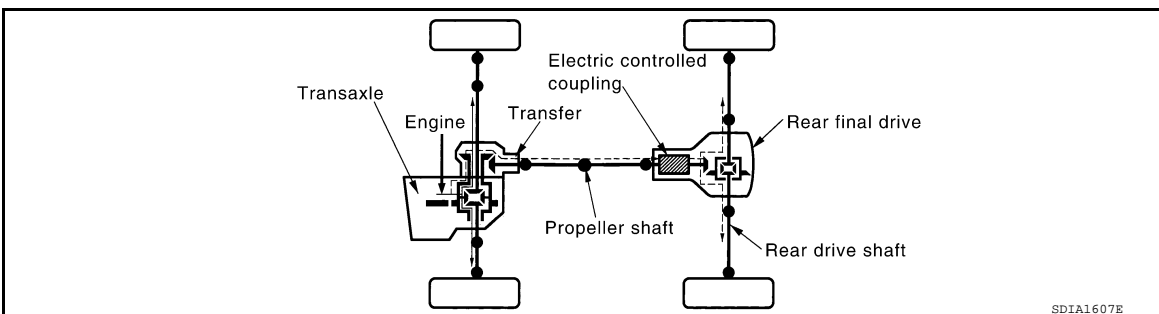 Electric controlled
coupling
Transaxle
Transfer
Engine
Rear final drive
Propeller shaft
Rear drive shaft
SDIA1607E